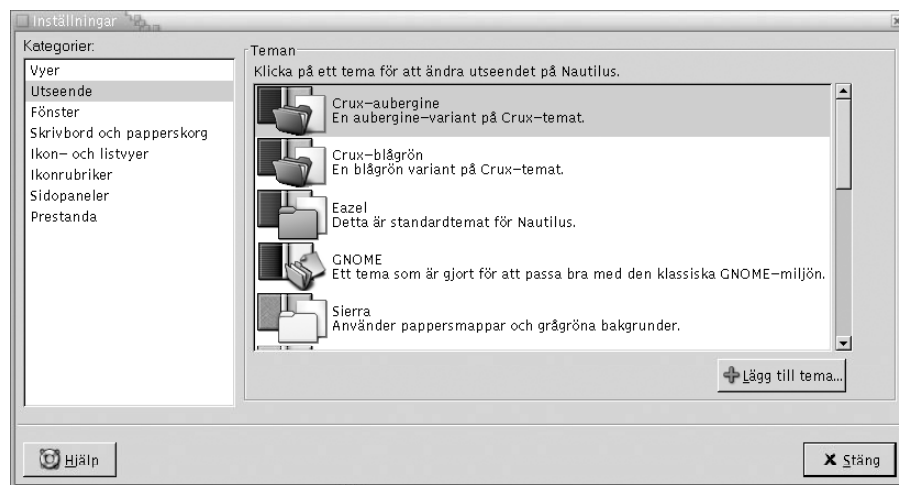 Inställningar
Kategorier:
Vyer
Utseende
Fönster
Skrivbord och papperskorg
Ikon- och listvyer
Ikonrubriker
Sidopaneler
Prestanda
Teman
Klicka på ett tema för att ändra utseendet på Nautilus.
Crux-aubergine
En aubergine-variant på Crux-temat.
Crux-blågrön
En blågrön variant på Crux-temat.
Eazel
Detta är standardtemat för Nautilus.
GNOME
Ett tema som är gjort för att passa bra med den klassiska GNOME-miljön.
Sierra
Använder pappersmappar och grågröna bakgrunder.
Lägg till tema...
Hjälp
Stäng